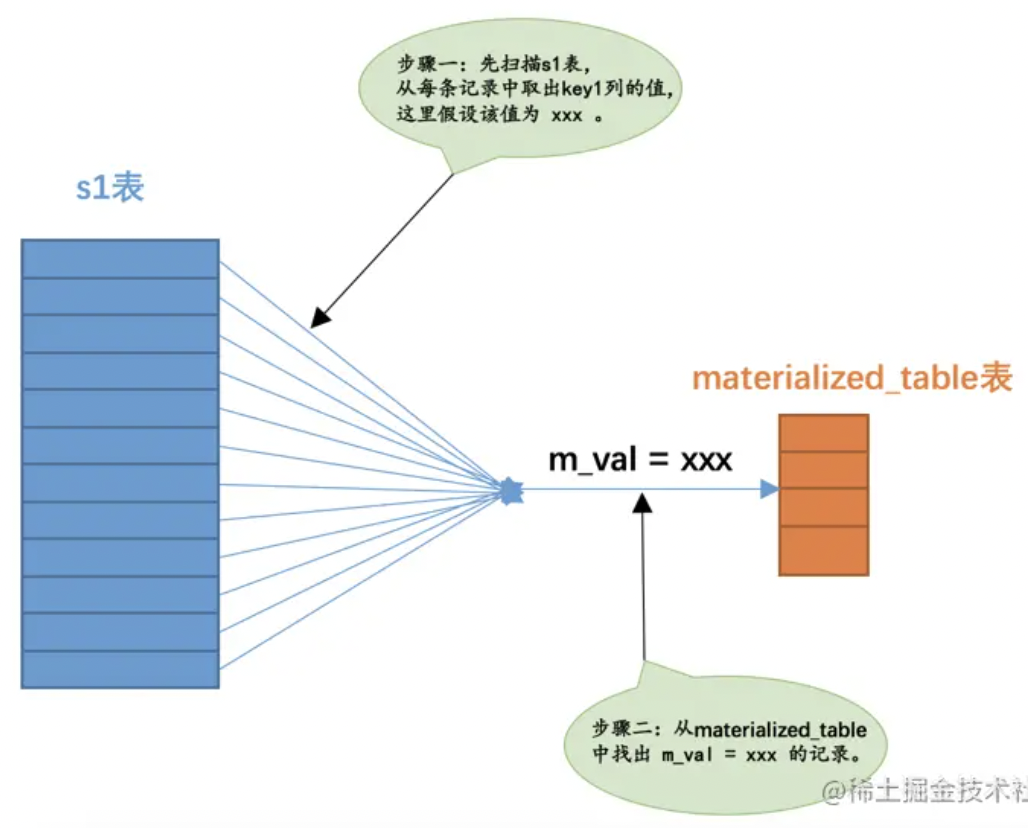 步骤一：先扫描s1表，
从每条记录中取出key1列的值，
这里假设该值为 xxx 。
s1表
materialized_table表
m_val = xxx
步骤二：从materialized_table
中找出 m_val = xxx 的记录。
@稀土掘金技术社